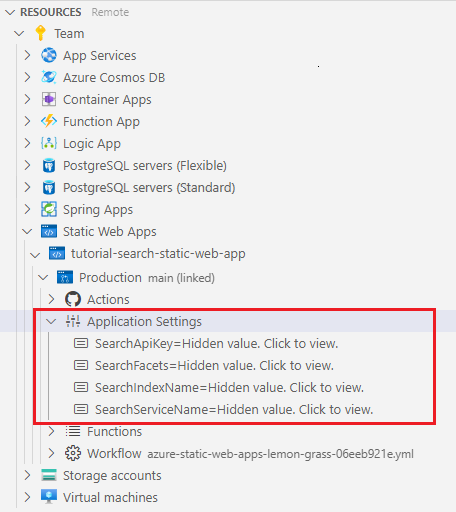 RESOURCES Remote
Team
App Services
Azure Cosmos DB
Container Apps
Function App
Logic App
PostgreSQL servers (Flexible)
PostgreSQL servers (Standard)
Spring Apps
Static Web Apps
tutorial-search-static-web-app
Production main (linked)
Actions
Application Settings
SearchApiKey=Hidden value. Click to view.
SearchFacets=Hidden value. Click to view.
SearchIndexName=Hidden value. Click to view.
SearchServiceName=Hidden value. Click to view.
Functions
Workflow azure-static-web-apps-lemon-grass-06eeb921e.yml
Storage accounts
Virtual machines